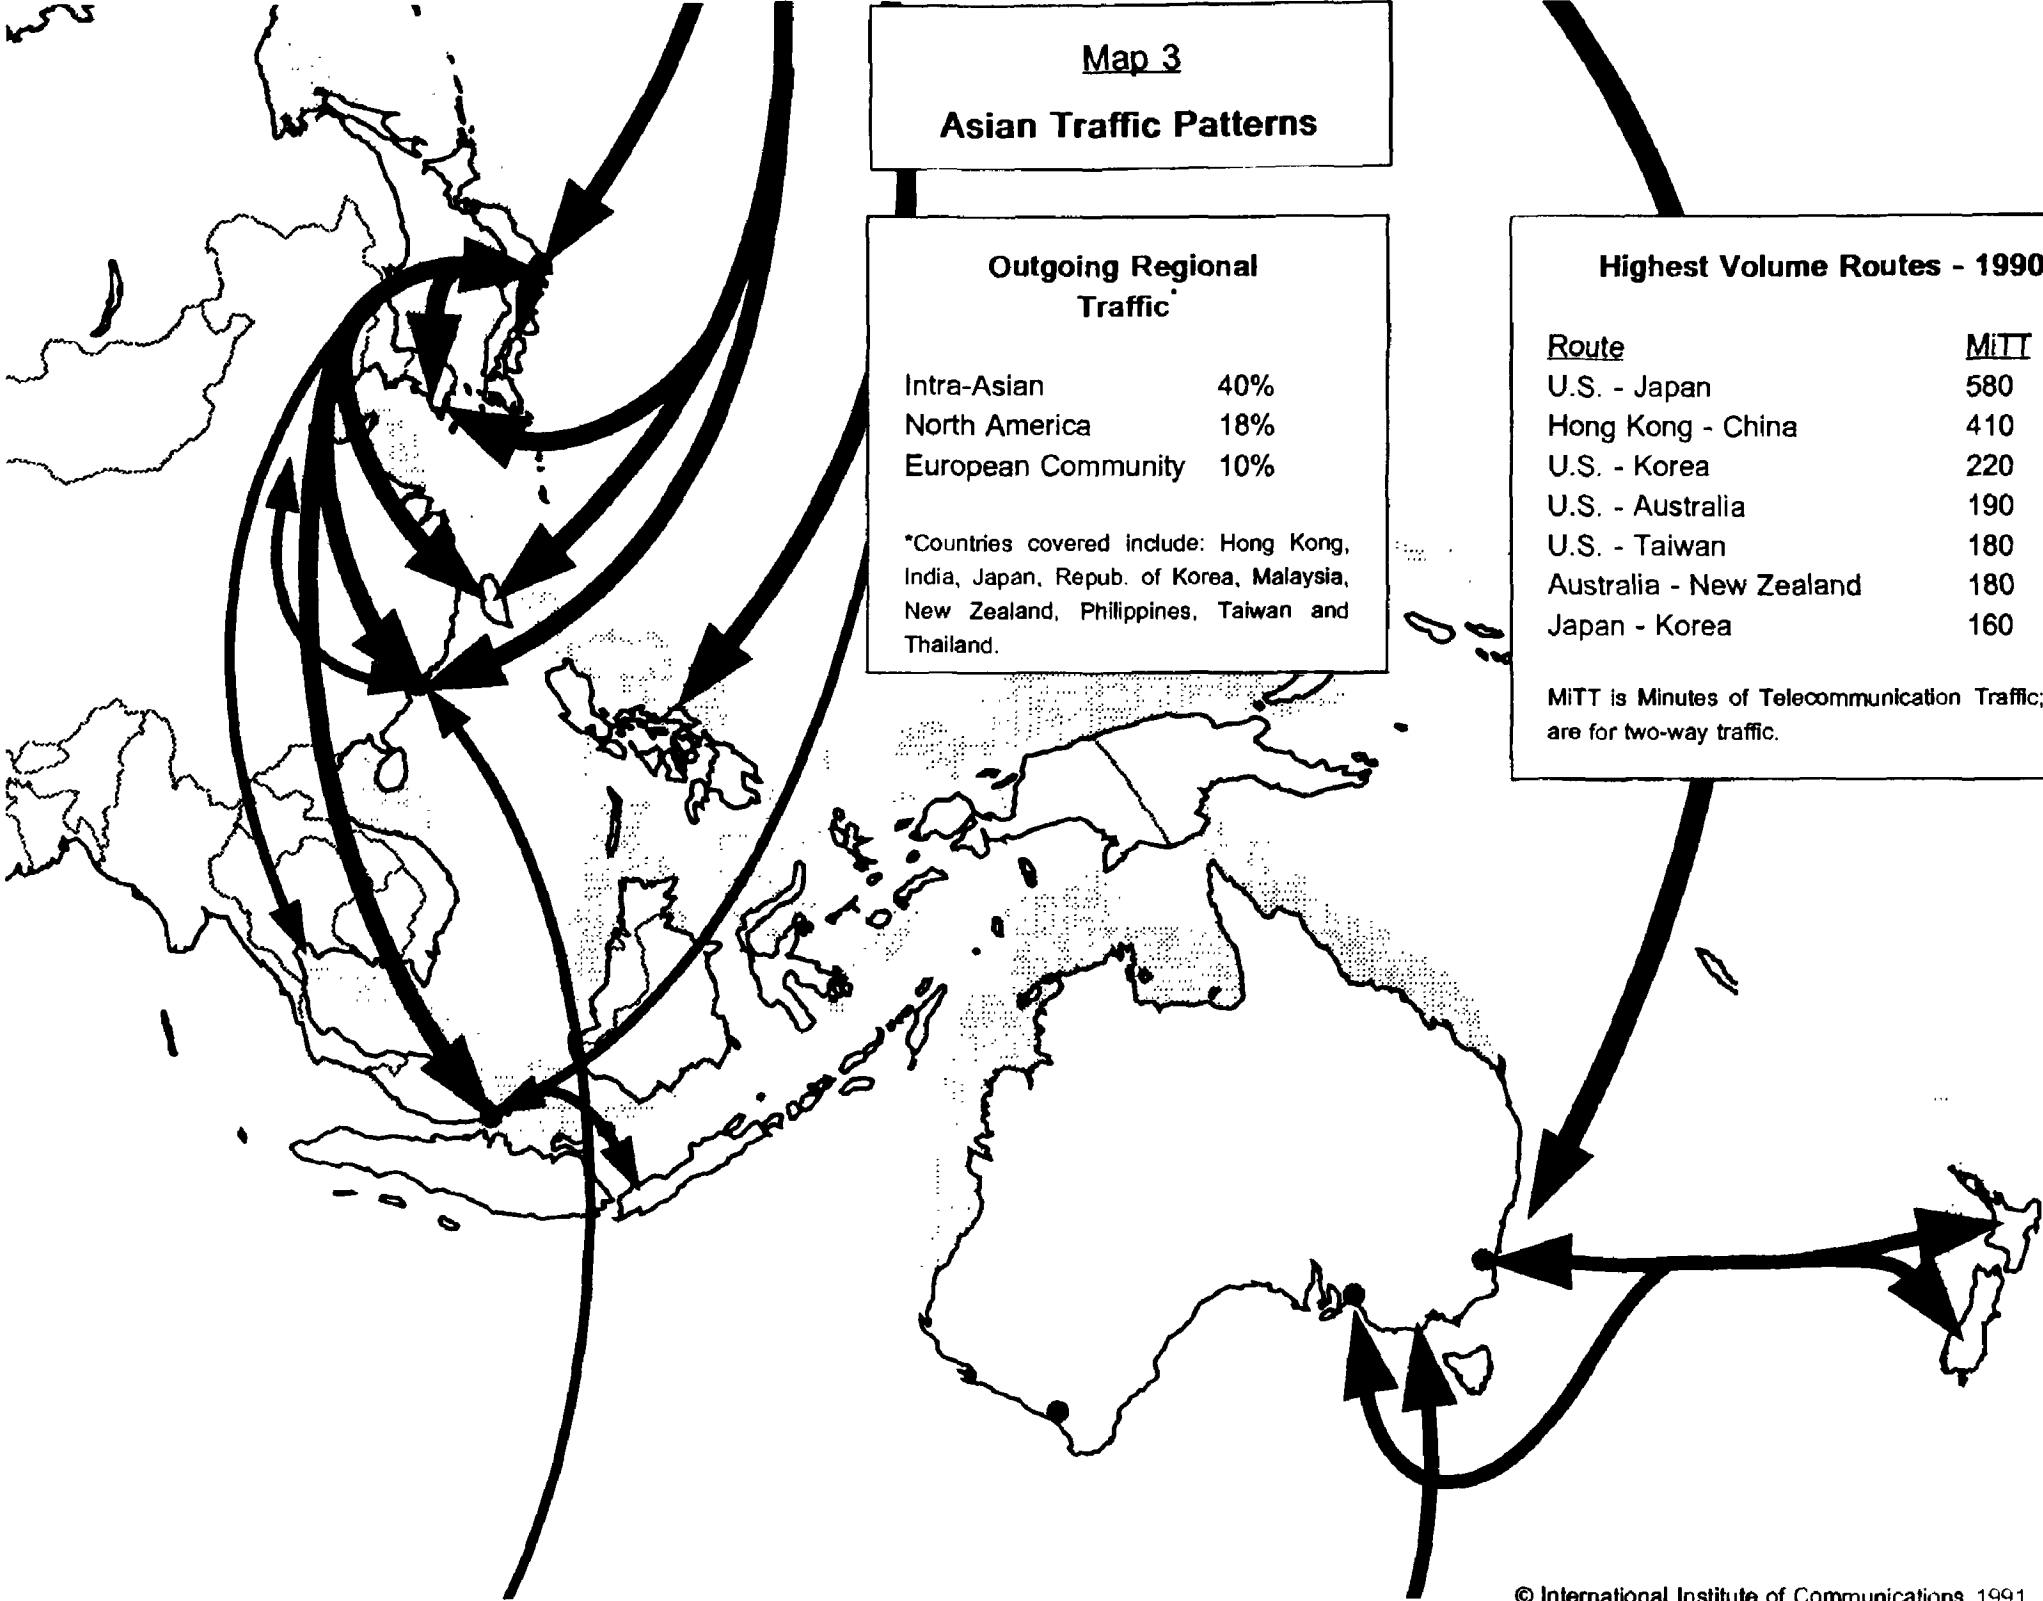 Map 3
Asian Traffic Patterns
Outgoing Regional
Traffic*
Intra-Asian 40%
North America 18%
European Community 10%
*Countries covered include: Hong Kong,
India, Japan, Repub. of Korea, Malaysia,
New Zealand, Philippines, Taiwan and
Thailand.
Highest Volume Routes - 1990
Route MiTT
U.S. - Japan 580
Hong Kong - China 410
U.S. - Korea 220
U.S. - Australia 190
U.S. - Taiwan 180
Australia - New Zealand 180
Japan - Korea 160
MiTT is Minutes of Telecommunication Traffic;
are for two-way traffic.
© International Institute of Communications, 1991